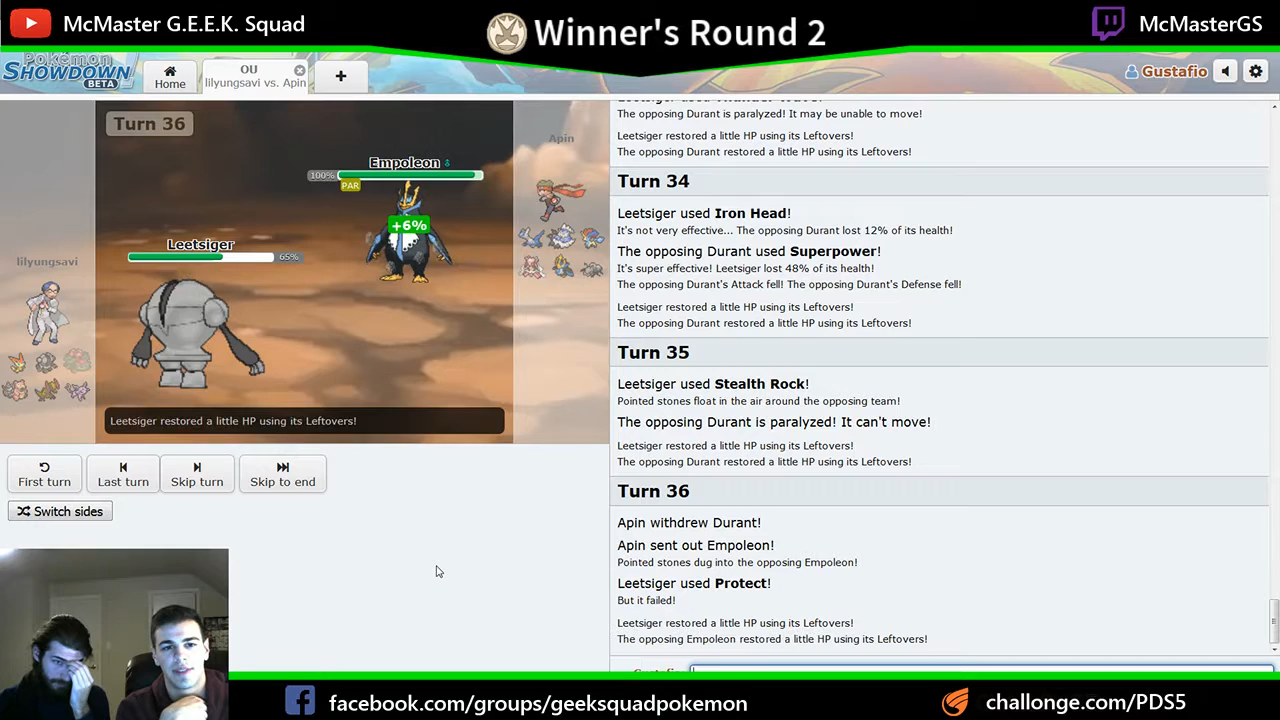 McMaster G.E.E.K. Squad
Winner's Round 2
McMasterGS
Pokémon
SHOWDOWN
BETA
Home
OU
lilyungsavi vs. Apin
+
Gustafio
Turn 36
Empoleon
100%
PAR
+6%
Leetsiger
65%
lilyungsavi
Apin
Leetsiger restored a little HP using its Leftovers!
First turn
Last turn
Skip turn
Skip to end
Switch sides
The opposing Durant is paralyzed! It may be unable to move!
Leetsiger restored a little HP using its Leftovers!
The opposing Durant restored a little HP using its Leftovers!
Turn 34
Leetsiger used Iron Head!
It's not very effective... The opposing Durant lost 12% of its health!
The opposing Durant used Superpower!
It's super effective! Leetsiger lost 48% of its health!
The opposing Durant's Attack fell! The opposing Durant's Defense fell!
Leetsiger restored a little HP using its Leftovers!
The opposing Durant restored a little HP using its Leftovers!
Turn 35
Leetsiger used Stealth Rock!
Pointed stones float in the air around the opposing team!
The opposing Durant is paralyzed! It can't move!
Leetsiger restored a little HP using its Leftovers!
The opposing Durant restored a little HP using its Leftovers!
Turn 36
Apin withdrew Durant!
Apin sent out Empoleon!
Pointed stones dug into the opposing Empoleon!
Leetsiger used Protect!
But it failed!
Leetsiger restored a little HP using its Leftovers!
The opposing Empoleon restored a little HP using its Leftovers!
facebook.com/groups/geeksquadpokemon
challonge.com/PDS5